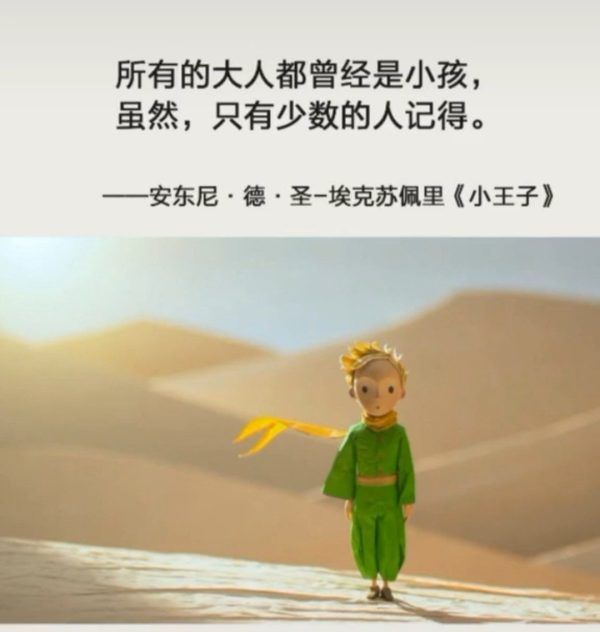 所有的大人都曾经是小孩，
虽然，只有少数的人记得。
——安东尼·德·圣-埃克苏佩里《小王子》